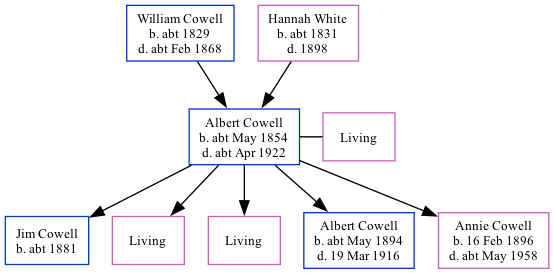 William Cowell
b. abt 1829
d. abt Feb 1868
Hannah White
b. abt 1831
d. 1898
Albert Cowell
b. abt May 1854
d. abt Apr 1922
Living
Jim Cowell
b. abt 1881
Living
Living
Albert Cowell
b. abt May 1894
d. 19 Mar 1916
Annie Cowell
b. 16 Feb 1896
d. abt May 1958